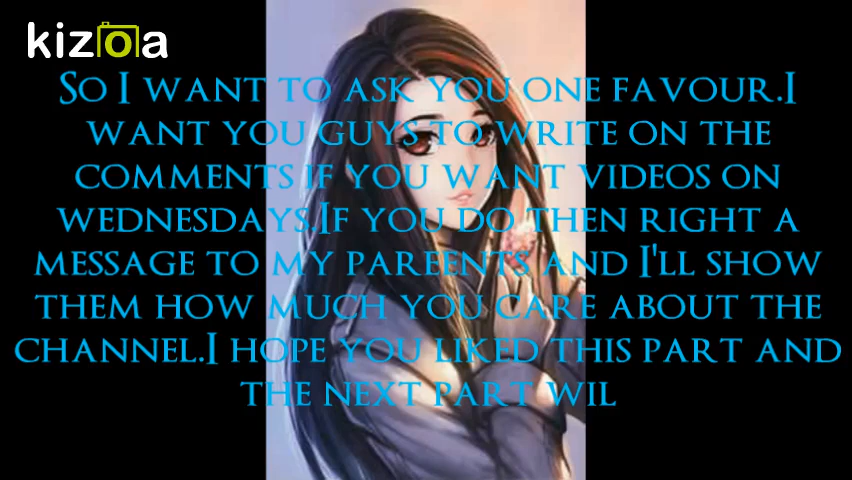 kizoa
So I want to ask you one favour.I
want you guys to write on the
comments if you want videos on
wednesdays.If you do then right a
message to my pareents and I'll show
them how much you care about the
channel.I hope you liked this part and
the next part wil